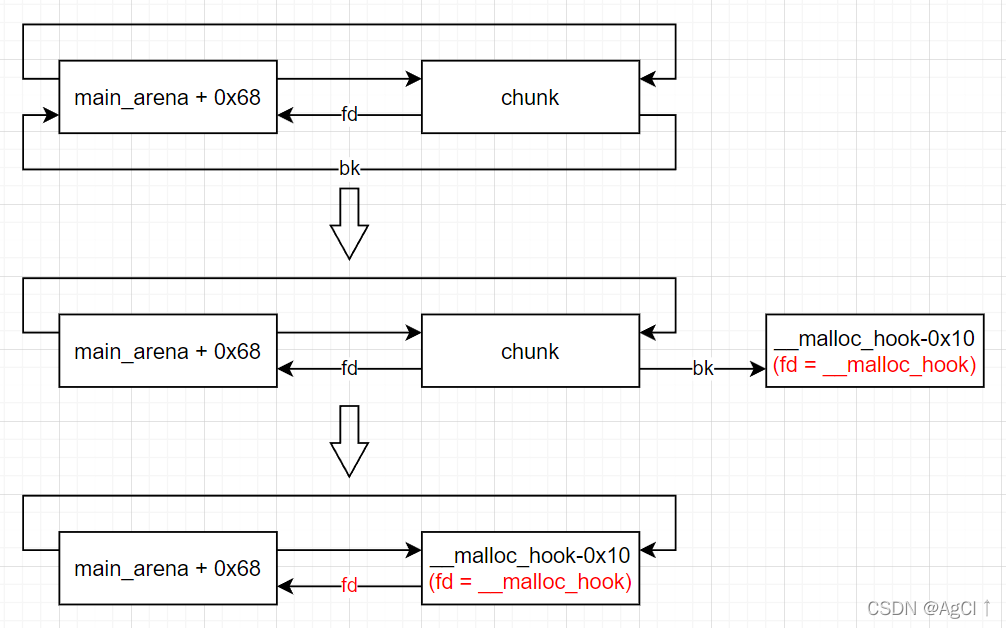 main_arena + 0x68
chunk
fd
bk
main_arena + 0x68
chunk
fd
bk
__malloc_hook-0x10
(fd = __malloc_hook)
main_arena + 0x68
fd
__malloc_hook-0x10
(fd = __malloc_hook)
CSDN @AgCl↑